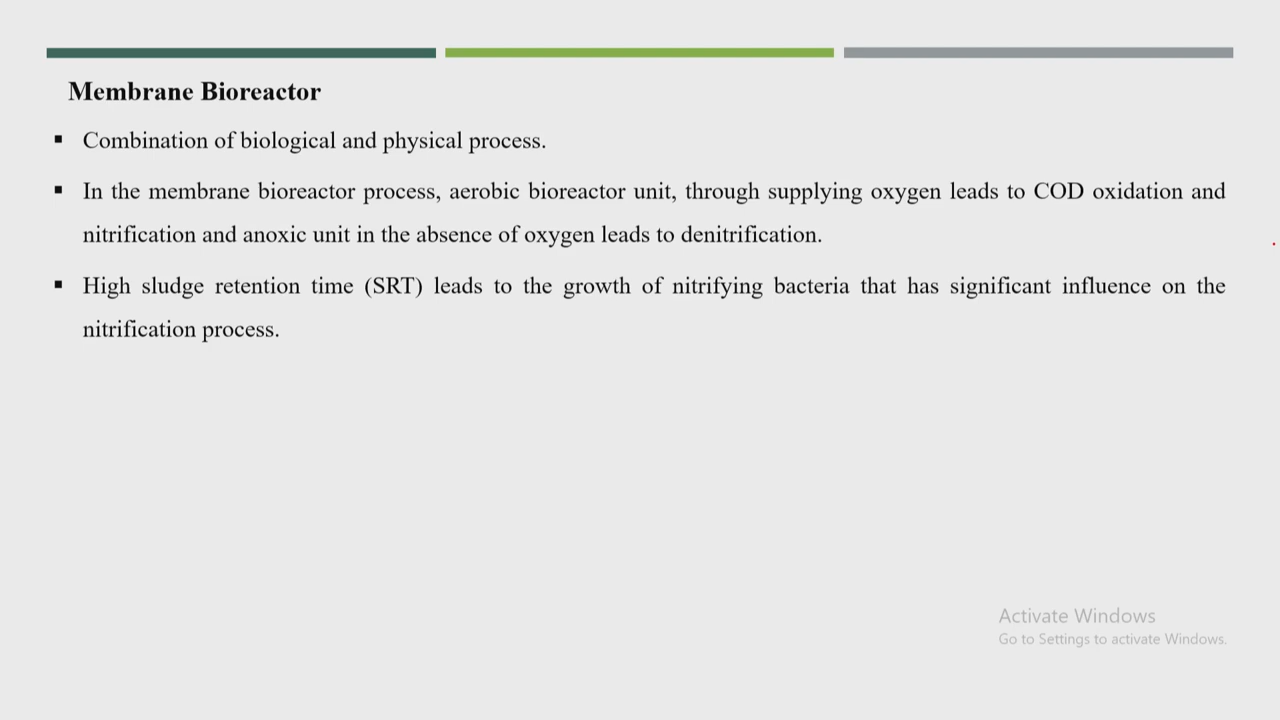 Membrane Bioreactor
▪ Combination of biological and physical process.
▪ In the membrane bioreactor process, aerobic bioreactor unit, through supplying oxygen leads to COD oxidation and
nitrification and anoxic unit in the absence of oxygen leads to denitrification.
▪ High sludge retention time (SRT) leads to the growth of nitrifying bacteria that has significant influence on the
nitrification process.
Activate Windows
Go to Settings to activate Windows.